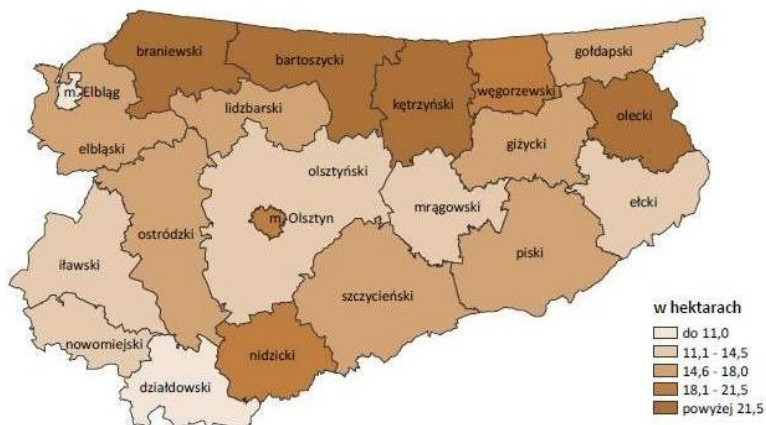 braniewski
bartoszycki
gołdapski
m. Elbląg
kętrzyński
węgorzewski
lidzbarski
olecki
elbląski
giżycki
olsztyński
mrągowski
ełcki
m. Olsztyn
ostródzki
piski
iławski
szczycieński
nowomiejski
nidzicki
działdowski
w hektarach
do 11,0
11,1 - 14,5
14,6 - 18,0
18,1 - 21,5
powyżej 21,5